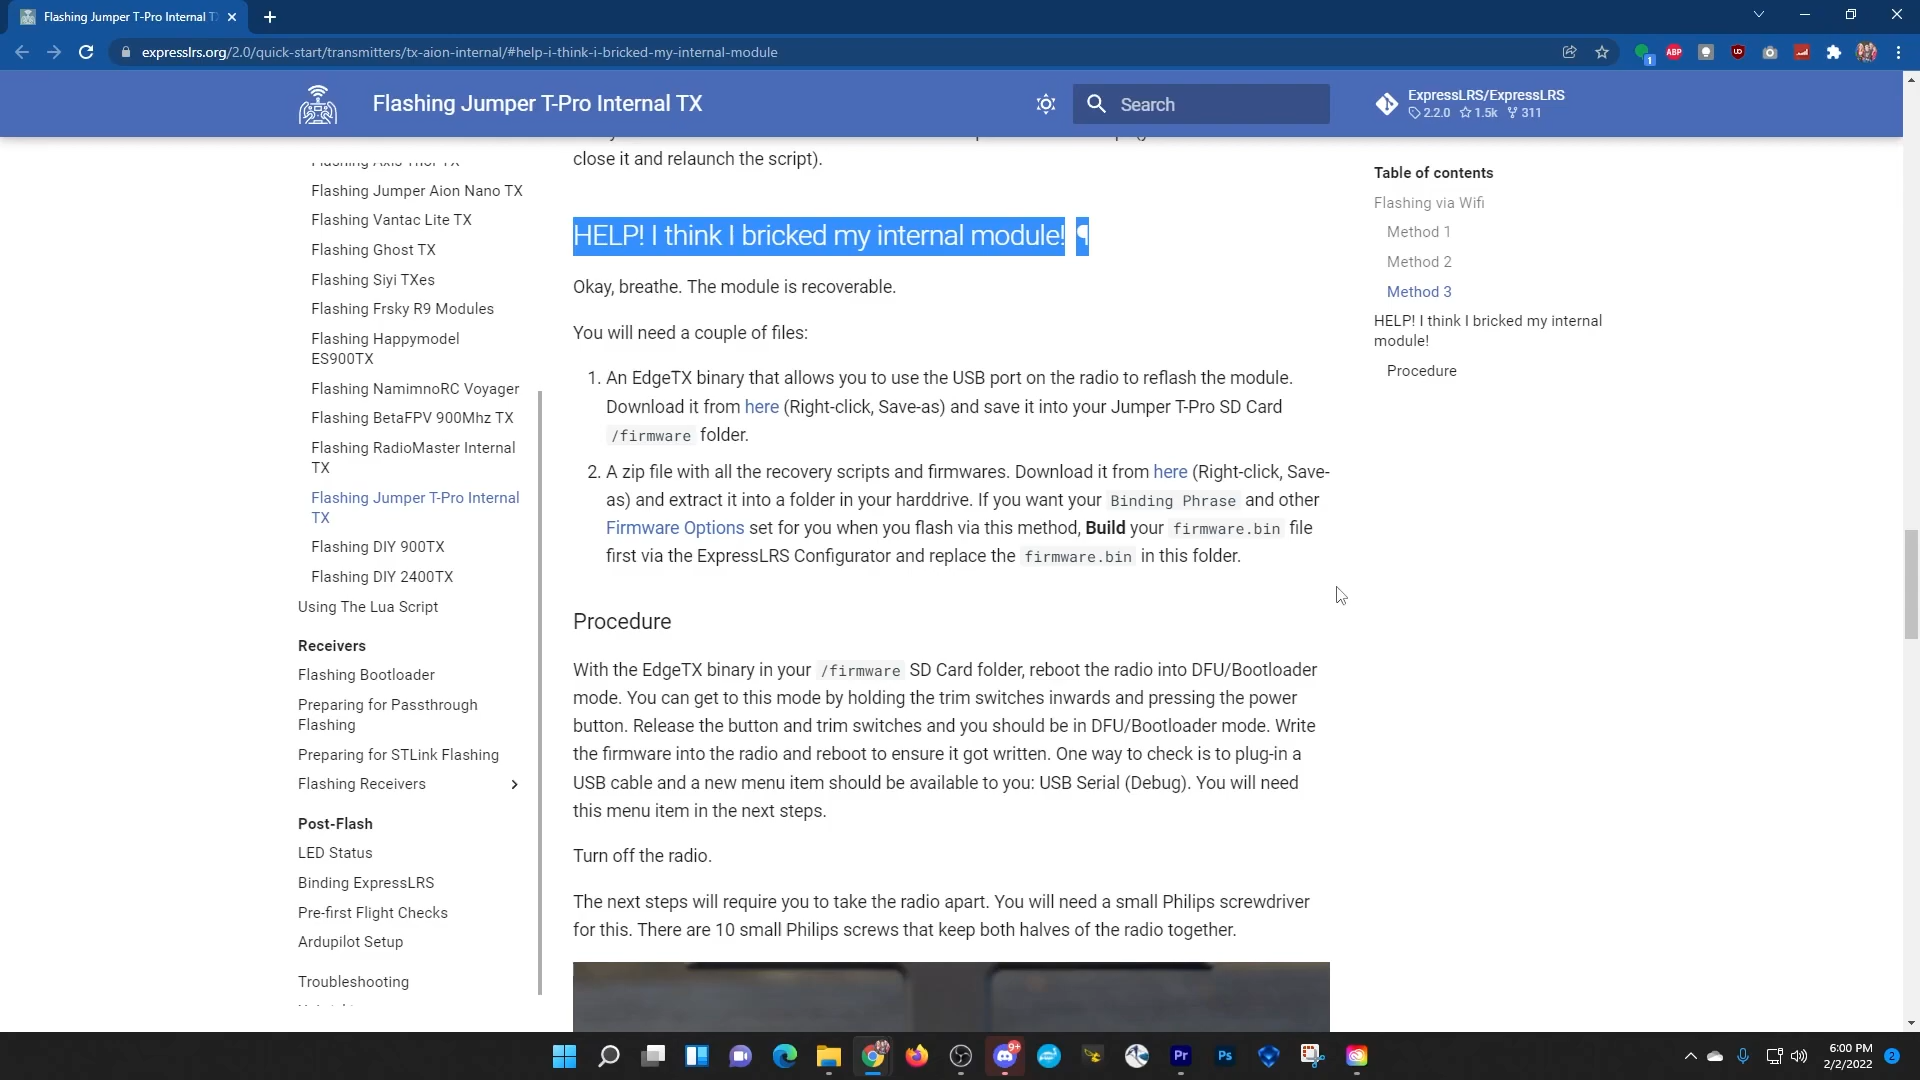 Flashing Jumper T-Pro Internal T
expresslrs.org/2.0/quick-start/transmitters/tx-aion-internal/#help-i-think-i-bricked-my-internal-module
1
ABP
Flashing Jumper T-Pro Internal TX
Search
ExpressLRS/ExpressLRS
2.2.0 1.5k 311
Flashing Jumper Aion Nano TX
Flashing Vantac Lite TX
Flashing Ghost TX
Flashing Siyi TXes
Flashing Frsky R9 Modules
Flashing Happymodel
ES900TX
Flashing NamimnoRC Voyager
Flashing BetaFPV 900Mhz TX
Flashing RadioMaster Internal
TX
Flashing Jumper T-Pro Internal
TX
Flashing DIY 900TX
Flashing DIY 2400TX
Using The Lua Script
Receivers
Flashing Bootloader
Preparing for Passthrough
Flashing
Preparing for STLink Flashing
Flashing Receivers
Post-Flash
LED Status
Binding ExpressLRS
Pre-first Flight Checks
Ardupilot Setup
Troubleshooting
close it and relaunch the script).
HELP! I think I bricked my internal module! ¶
Okay, breathe. The module is recoverable.
You will need a couple of files:
1. An EdgeTX binary that allows you to use the USB port on the radio to reflash the module.
Download it from here (Right-click, Save-as) and save it into your Jumper T-Pro SD Card
/firmware folder.
2. A zip file with all the recovery scripts and firmwares. Download it from here (Right-click, Save-
as) and extract it into a folder in your harddrive. If you want your Binding Phrase and other
Firmware Options set for you when you flash via this method, Build your firmware.bin file
first via the ExpressLRS Configurator and replace the firmware.bin in this folder.
Procedure
With the EdgeTX binary in your /firmware SD Card folder, reboot the radio into DFU/Bootloader
mode. You can get to this mode by holding the trim switches inwards and pressing the power
button. Release the button and trim switches and you should be in DFU/Bootloader mode. Write
the firmware into the radio and reboot to ensure it got written. One way to check is to plug-in a
USB cable and a new menu item should be available to you: USB Serial (Debug). You will need
this menu item in the next steps.
Turn off the radio.
The next steps will require you to take the radio apart. You will need a small Philips screwdriver
for this. There are 10 small Philips screws that keep both halves of the radio together.
Table of contents
Flashing via Wifi
Method 1
Method 2
Method 3
HELP! I think I bricked my internal
module!
Procedure
9+
Pr
Ps
6:00 PM
2/2/2022
2